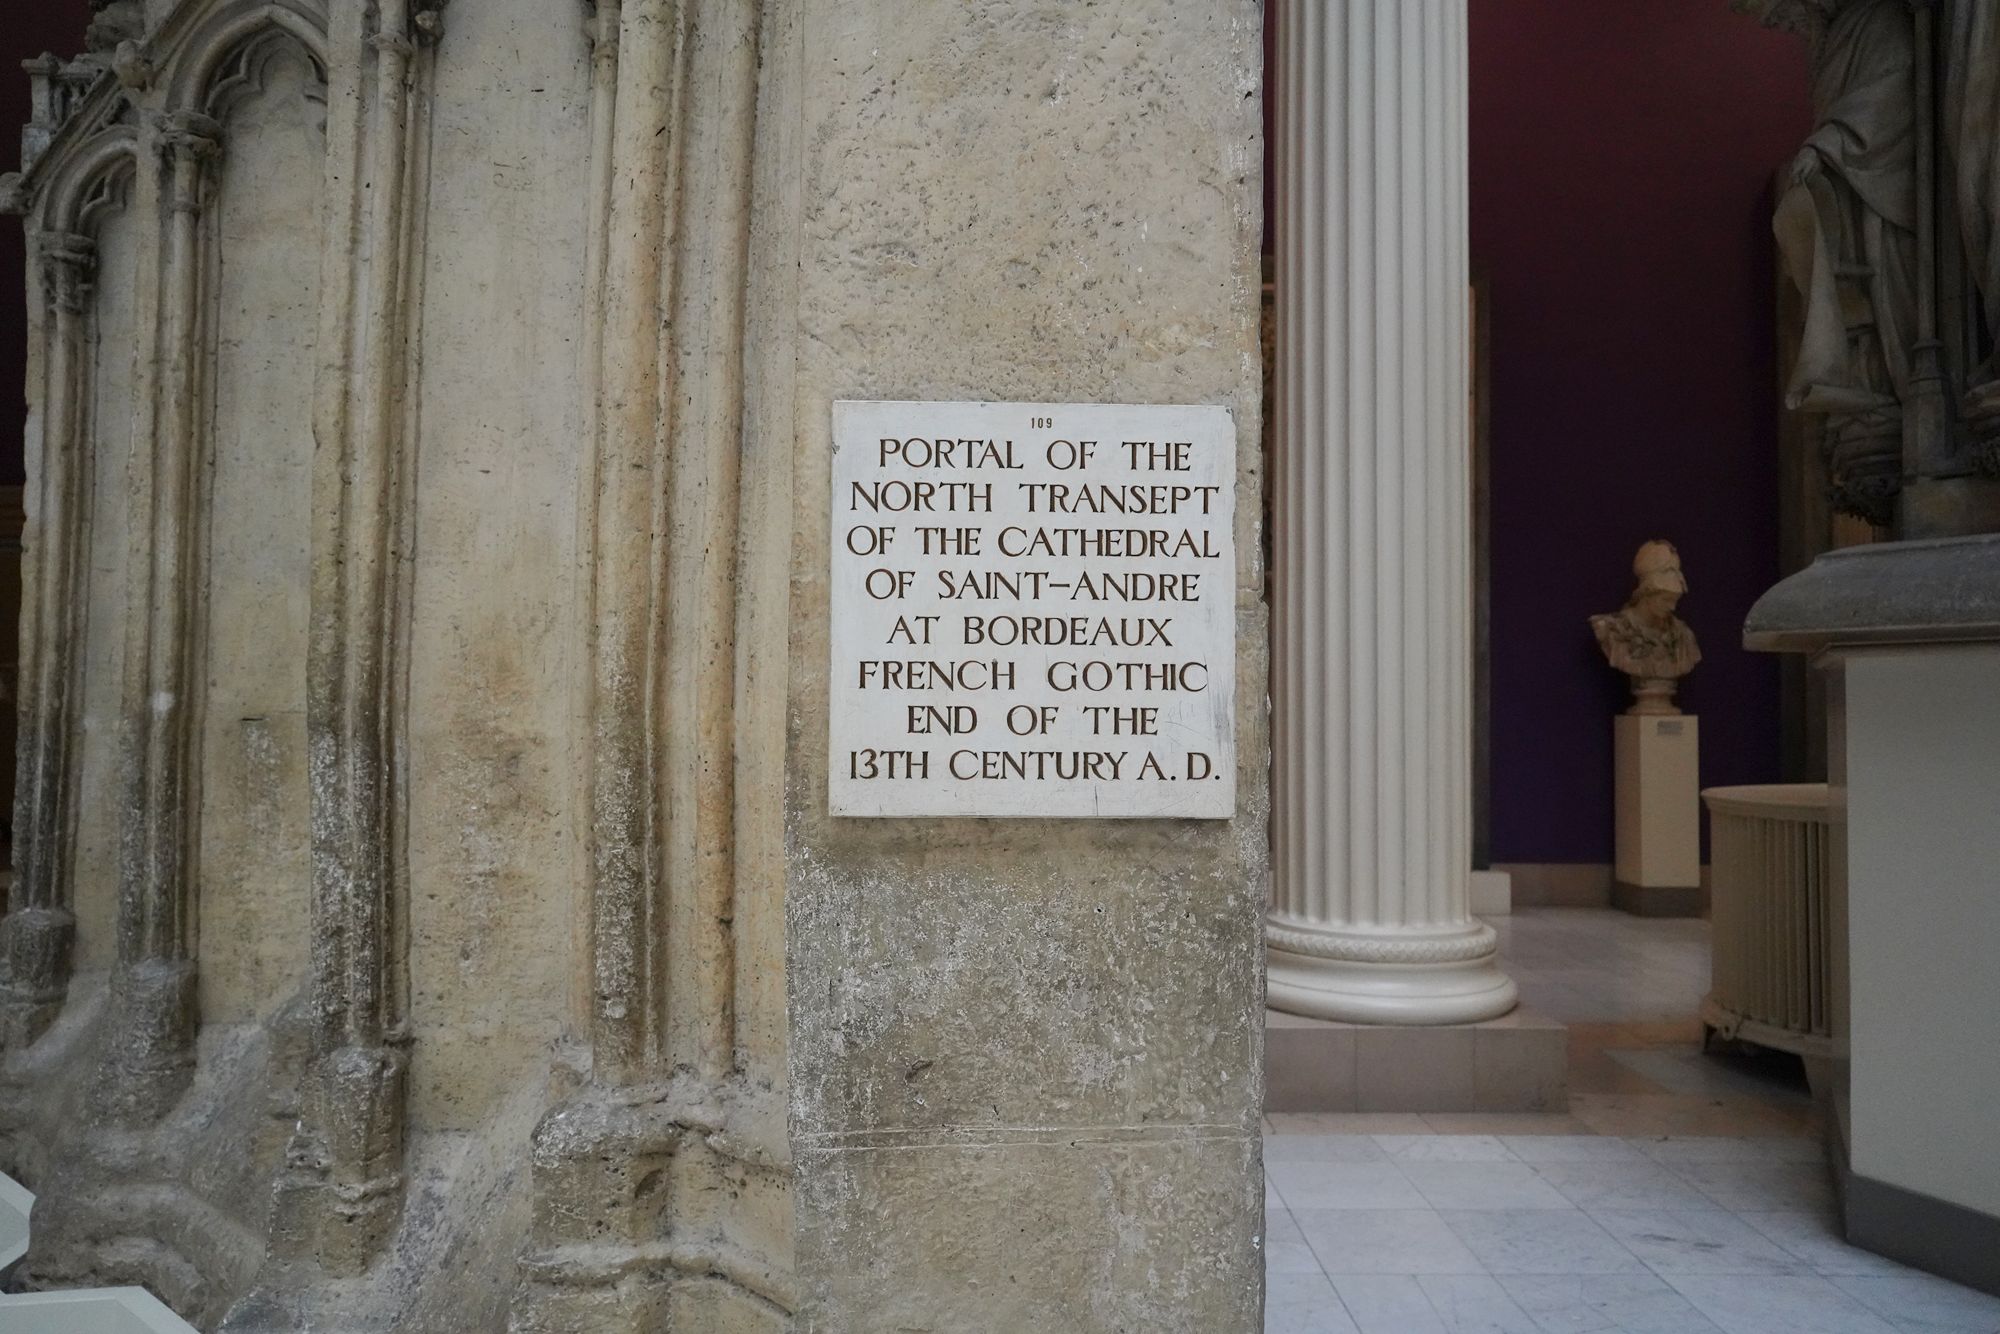 109
PORTAL OF THE
NORTH TRANSEPT
OF THE CATHEDRAL
OF SAINT-ANDRE
AT BORDEAUX
FRENCH GOTHIC
END OF THE
13TH CENTURY A.D.